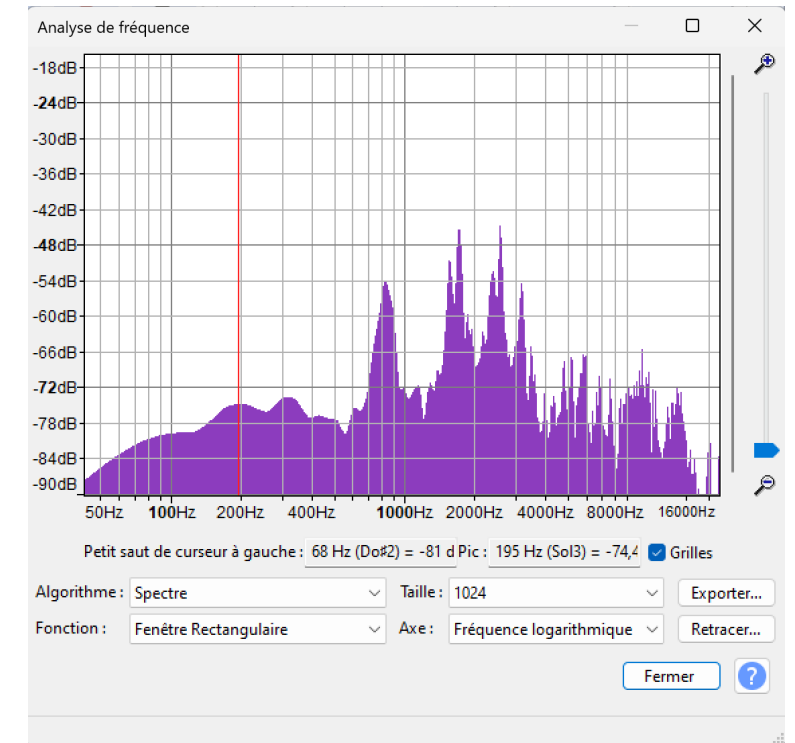 Analyse de fréquence
-18dB
-24dB
-30dB
-36dB
-42dB
-48dB
-54dB
-60dB
-66dB
-72dB
-78dB
-84dB
-90dB
50Hz 100Hz 200Hz 400Hz 1000Hz 2000Hz 4000Hz 8000Hz 16000Hz
Petit saut de curseur à gauche : 68 Hz (Do♯2) = -81 d Pic : 195 Hz (Sol3) = -74,4 Grilles
Algorithme : Spectre Taille : 1024 Exporter...
Fonction : Fenêtre Rectangulaire Axe : Fréquence logarithmique Retracer...
Fermer ?